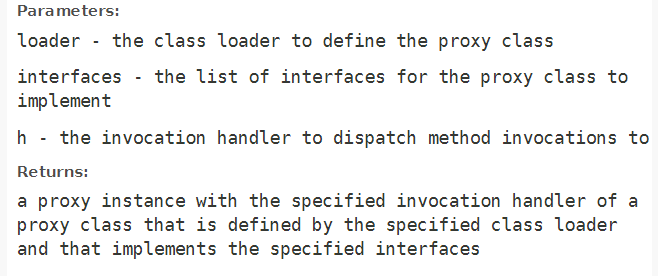 Parameters:
loader - the class loader to define the proxy class
interfaces - the list of interfaces for the proxy class to
implement
h - the invocation handler to dispatch method invocations to
Returns:
a proxy instance with the specified invocation handler of a
proxy class that is defined by the specified class loader
and that implements the specified interfaces